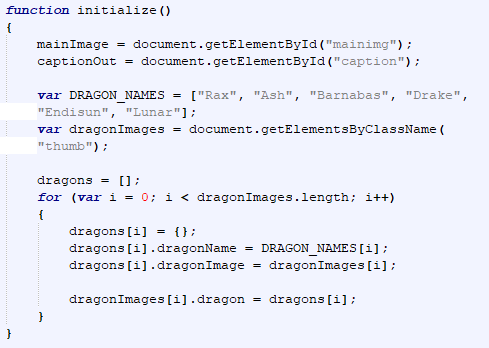 function initialize()
{
    mainImage = document.getElementById("mainimg");
    captionOut = document.getElementById("caption");

    var DRAGON_NAMES = ["Rax", "Ash", "Barnabas", "Drake",
    "Endisun", "Lunar"];
    var dragonImages = document.getElementsByClassName(
    "thumb");

    dragons = [];
    for (var i = 0; i < dragonImages.length; i++)
    {
        dragons[i] = {};
        dragons[i].dragonName = DRAGON_NAMES[i];
        dragons[i].dragonImage = dragonImages[i];

        dragonImages[i].dragon = dragons[i];
    }
}